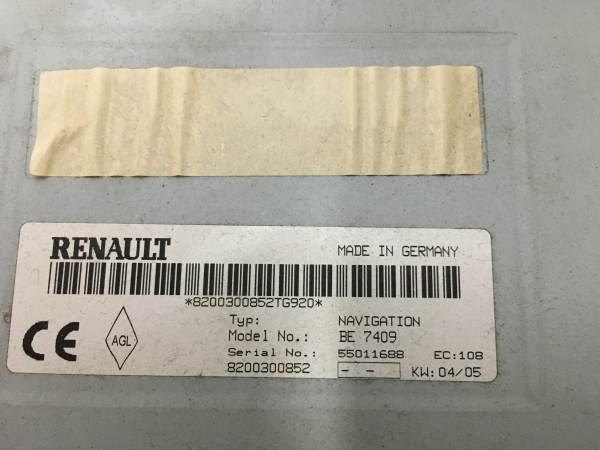 RENAULT MADE IN GERMANY
*8200300852TG920*
Typ: NAVIGATION
AGL Model No.: BE 7409
CE Serial No.: 55011688 EC:108
8200300852 - - KW: 04/05